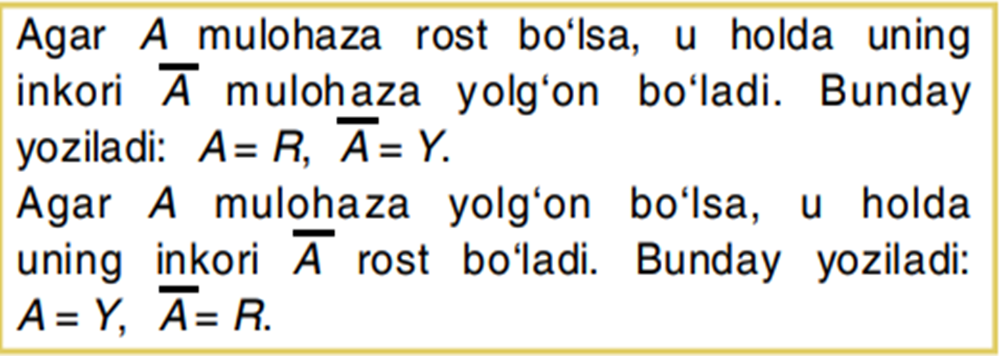 Agar A mulohaza rost bo‘lsa, u holda uning
inkori A̅ mulohaza yolg‘on bo‘ladi. Bunday
yoziladi: A = R, A̅ = Y.
Agar A mulohaza yolg‘on bo‘lsa, u holda
uning inkori A̅ rost bo‘ladi. Bunday yoziladi:
A = Y, A̅ = R.